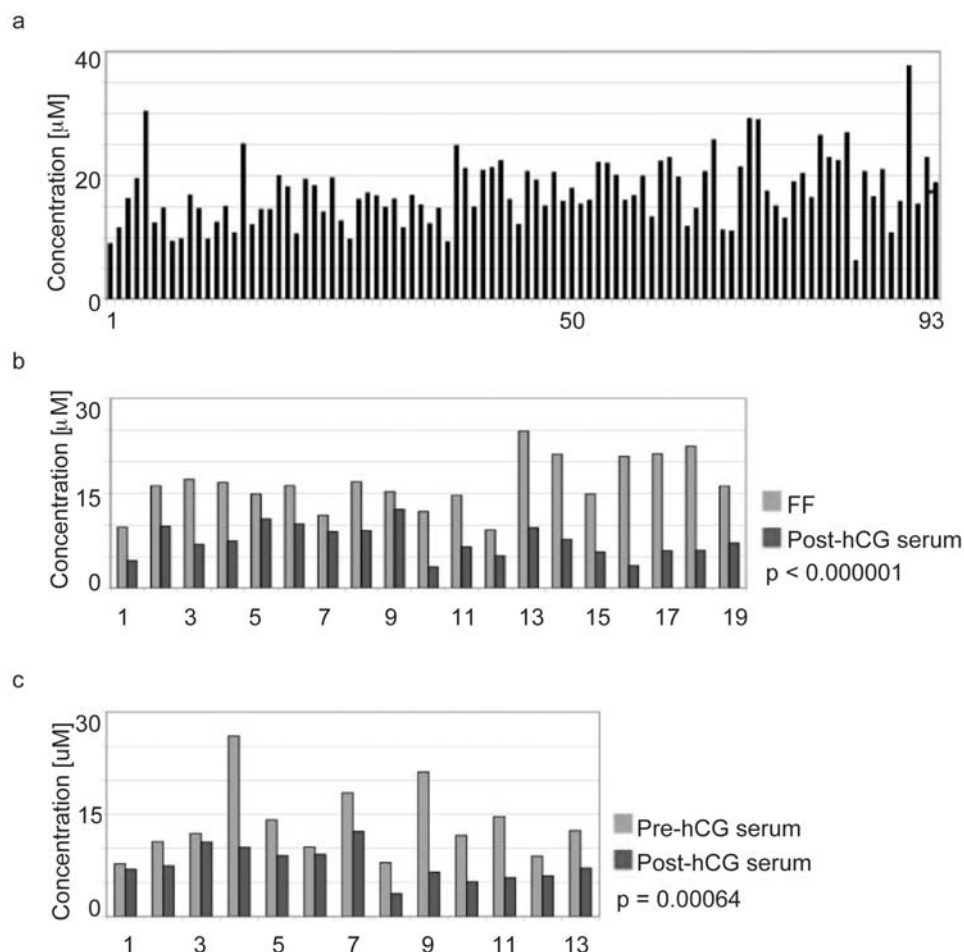 a
Concentration [μM]
40
20
0
1 50 93
b
Concentration [μM]
30
15
0
FF
Post-hCG serum
p < 0.000001
1 3 5 7 9 11 13 15 17 19
c
Concentration [uM]
30
15
0
Pre-hCG serum
Post-hCG serum
p = 0.00064
1 3 5 7 9 11 13